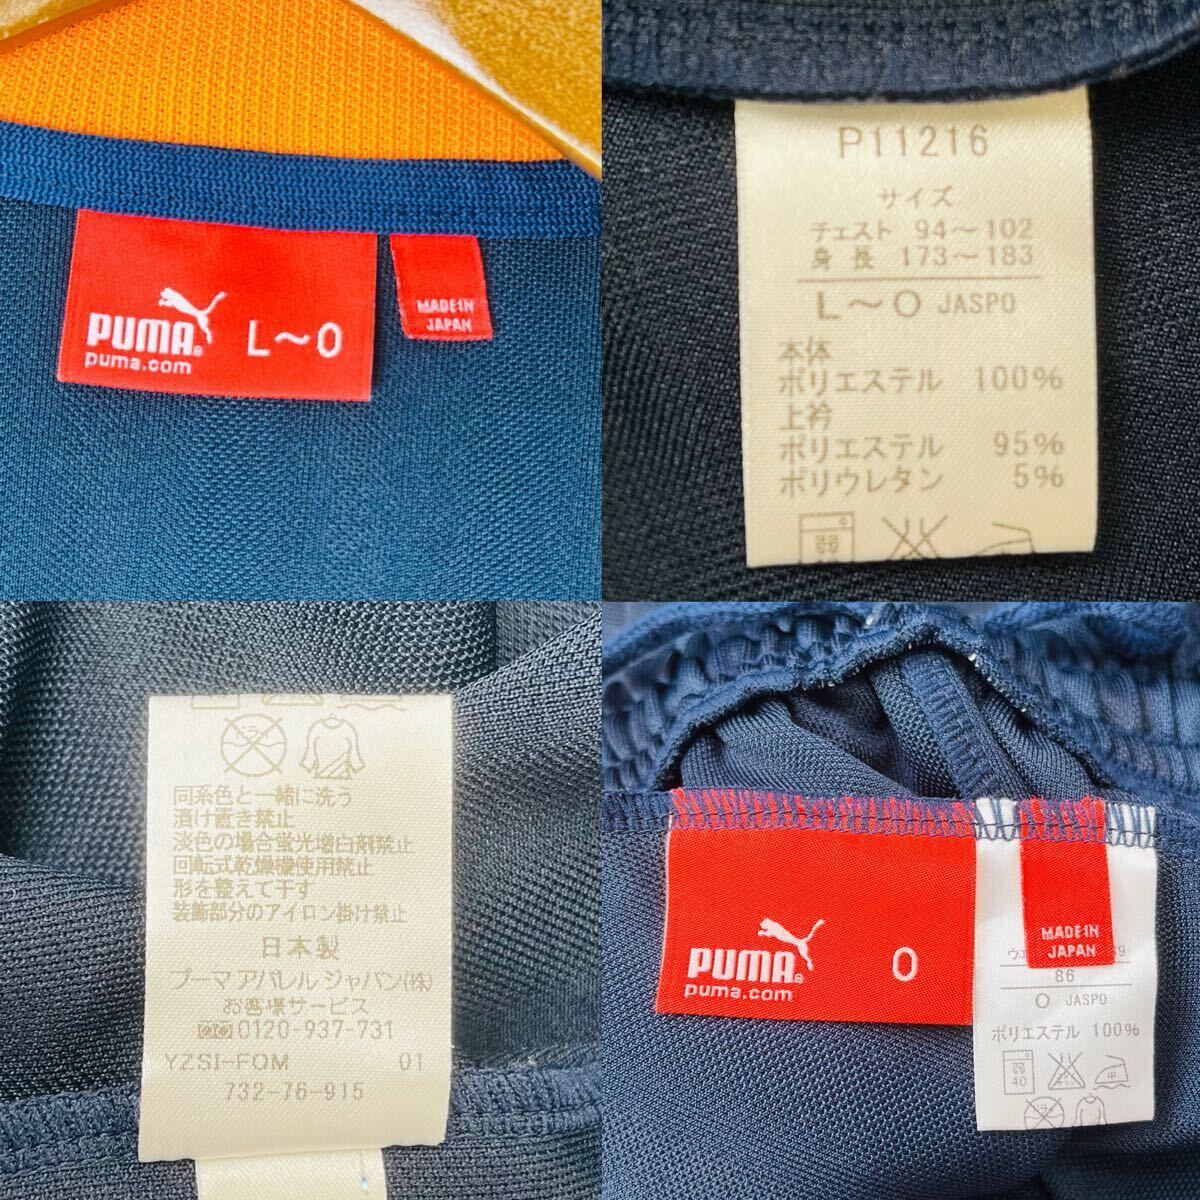 PUMA
puma.com
L〜O
MADE IN
JAPAN
P11216
サイズ
チェスト 94〜102
身長 173〜183
L〜O JASPO
本体
ポリエステル 100%
上衿
ポリエステル 95%
ポリウレタン 5%
弱
同系色と一緒に洗う
漬け置き禁止
淡色の場合蛍光増白剤禁止
回転式乾燥機使用禁止
形を整えて干す
装飾部分のアイロン掛け禁止
日本製
プーマ アパレル ジャパン(株)
お客様サービス
0120-937-731
YZSI-FOM 01
732-76-915
PUMA
puma.com
O
MADE IN
JAPAN
86
O JASPO
ポリエステル 100%
弱
40
中